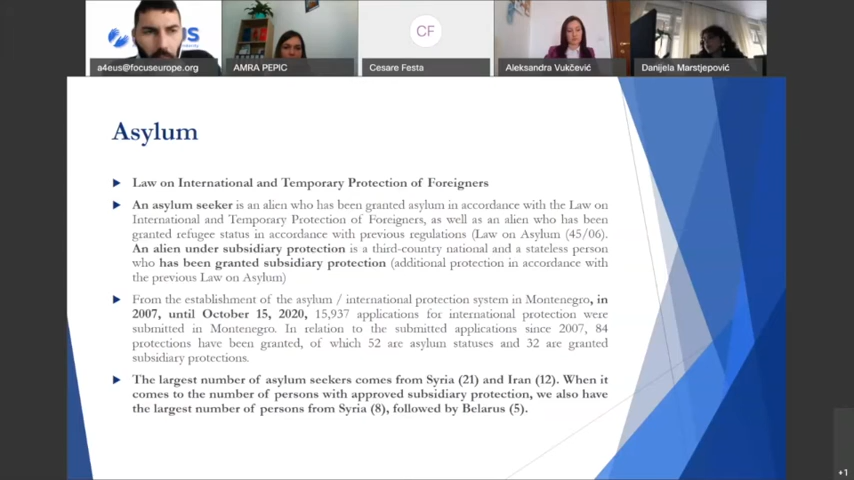 CF
US
a4eus@focuseurope.org
AMRA PEPIC
Cesare Festa
Aleksandra Vukčević
Danijela Marstjepović
Asylum
Law on International and Temporary Protection of Foreigners
An asylum seeker is an alien who has been granted asylum in accordance with the Law on
International and Temporary Protection of Foreigners, as well as an alien who has been
granted refugee status in accordance with previous regulations (Law on Asylum (45/06).
An alien under subsidiary protection is a third-country national and a stateless person
who has been granted subsidiary protection (additional protection in accordance with
the previous Law on Asylum)
From the establishment of the asylum / international protection system in Montenegro, in
2007, until October 15, 2020, 15,937 applications for international protection were
submitted in Montenegro. In relation to the submitted applications since 2007, 84
protections have been granted, of which 52 are asylum statuses and 32 are granted
subsidiary protections.
The largest number of asylum seekers comes from Syria (21) and Iran (12). When it
comes to the number of persons with approved subsidiary protection, we also have
the largest number of persons from Syria (8), followed by Belarus (5).
+1